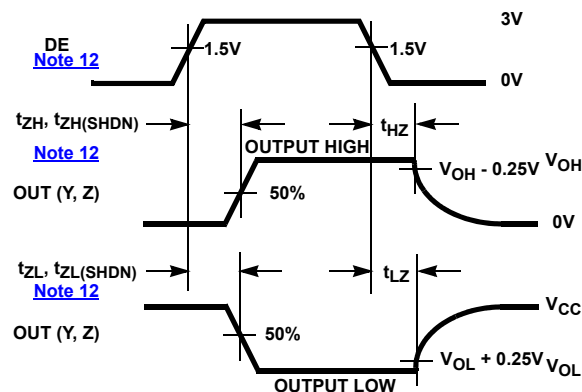 3V
DE
Note 12
1.5V
1.5V
0V
tZH, tZH(SHDN)
Note 12
tHZ
OUTPUT HIGH
VOH - 0.25V
VOH
OUT (Y, Z)
50%
0V
tZL, tZL(SHDN)
Note 12
tLZ
VCC
OUT (Y, Z)
50%
VOL + 0.25V
VOL
OUTPUT LOW